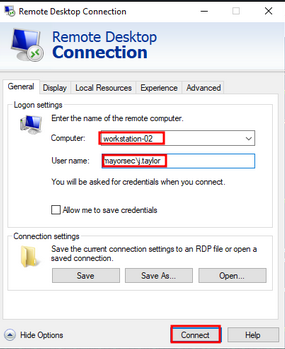 Remote Desktop Connection
Remote Desktop
Connection
General Display Local Resources Experience Advanced
Logon settings
Enter the name of the remote computer.
Computer: workstation-02
User name: mayorsec\j.taylor
You will be asked for credentials when you connect.
Allow me to save credentials
Connection settings
Save the current connection settings to an RDP file or open a
saved connection.
Save Save As... Open...
Hide Options Connect Help